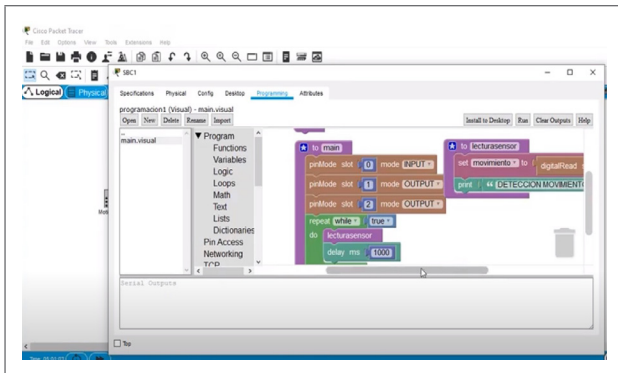 Cisco Packet Tracer
File Edit Options View Tools Extensions Help
SBC1
Logical Physical
Specifications Physical Config Desktop Programming Attributes
programacion1 (Visual) - main.visual
Open New Delete Rename Import Install to Desktop Run Clear Outputs Help
main.visual
Program
Functions
Variables
Logic
Loops
Math
Text
Lists
Dictionaries
Pin Access
Networking
TCP
to main
pinMode slot 0 mode INPUT
pinMode slot 1 mode OUTPUT
pinMode slot 2 mode OUTPUT
repeat while true
do lecturasensor
delay ms 1000
to lecturasensor
set movimiento to digitalRead
print DETECCION MOVIMIENT
Serial Outputs
Top